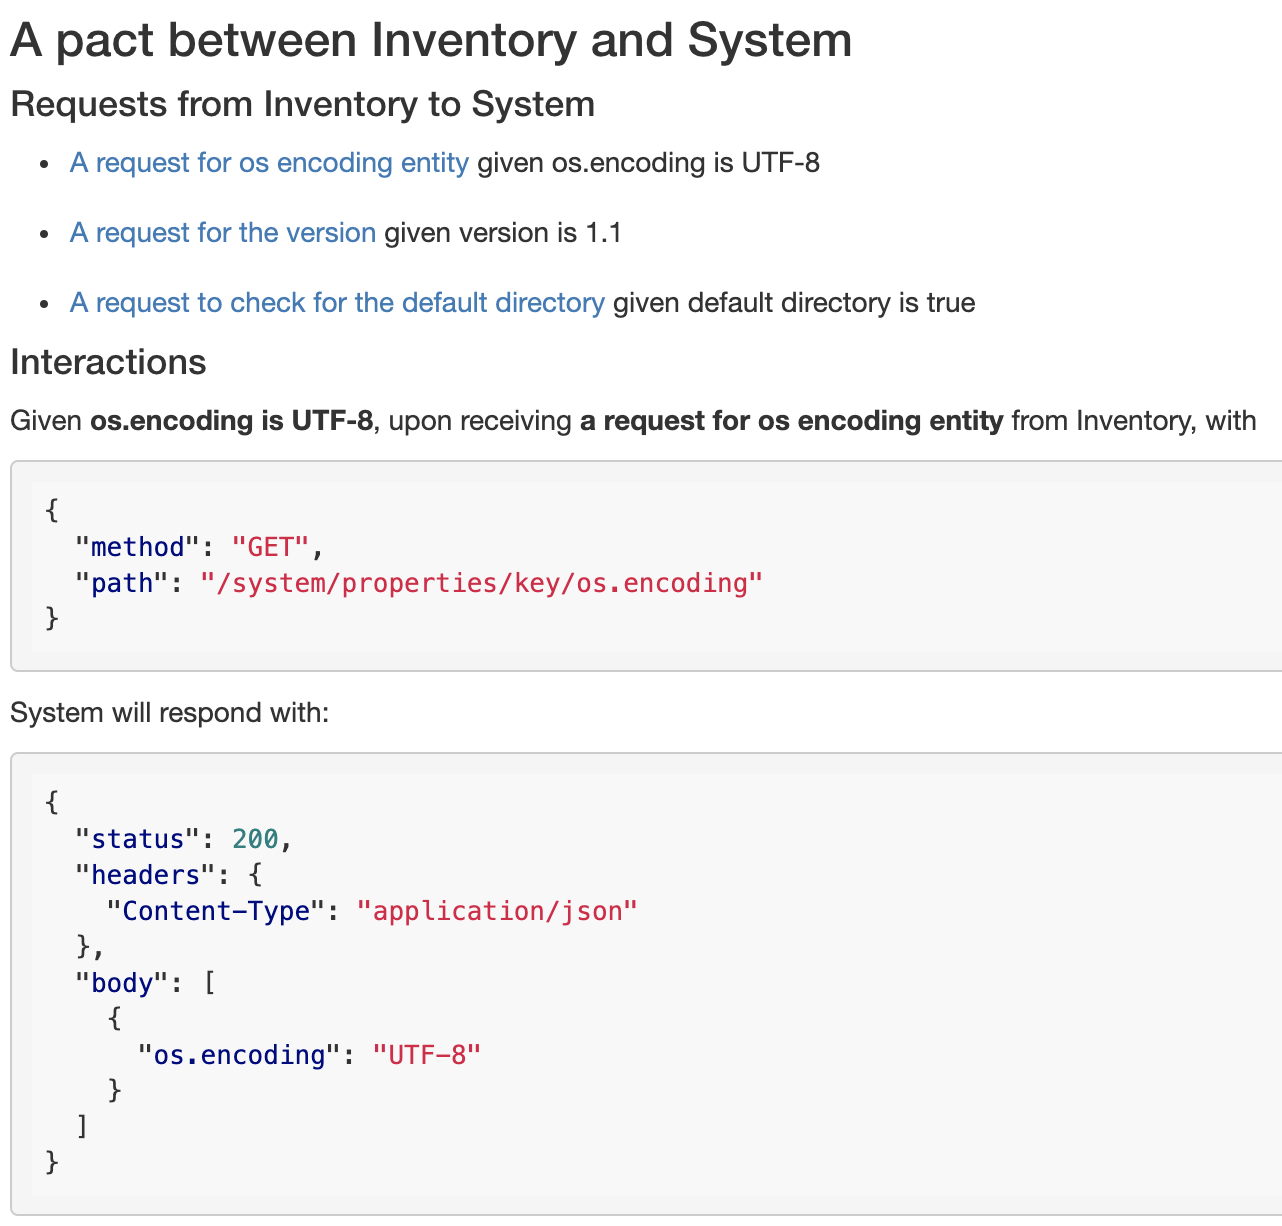 A pact between Inventory and System
Requests from Inventory to System
• A request for os encoding entity given os.encoding is UTF-8
• A request for the version given version is 1.1
• A request to check for the default directory given default directory is true
Interactions
Given os.encoding is UTF-8, upon receiving a request for os encoding entity from Inventory, with
{
  "method": "GET",
  "path": "/system/properties/key/os.encoding"
}
System will respond with:
{
  "status": 200,
  "headers": {
    "Content-Type": "application/json"
  },
  "body": [
    {
      "os.encoding": "UTF-8"
    }
  ]
}